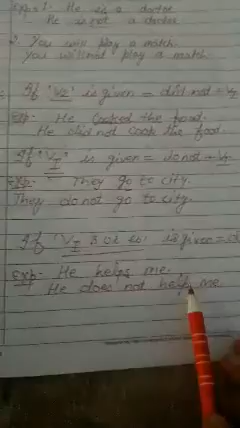 Exp:- 1. He is a doctor
He is not a doctor
2. You will play a match.
You will not play a match.
If 'V2' is given = did not + V1
Exp:- He Cooked the food.
He did not cook the food.
If 'V1' is given = do not + V1.
Exp:- They go to city.
They do not go to city.
If 'V1 s or es' is given = d
Exp:- He helps me.
He does not help me